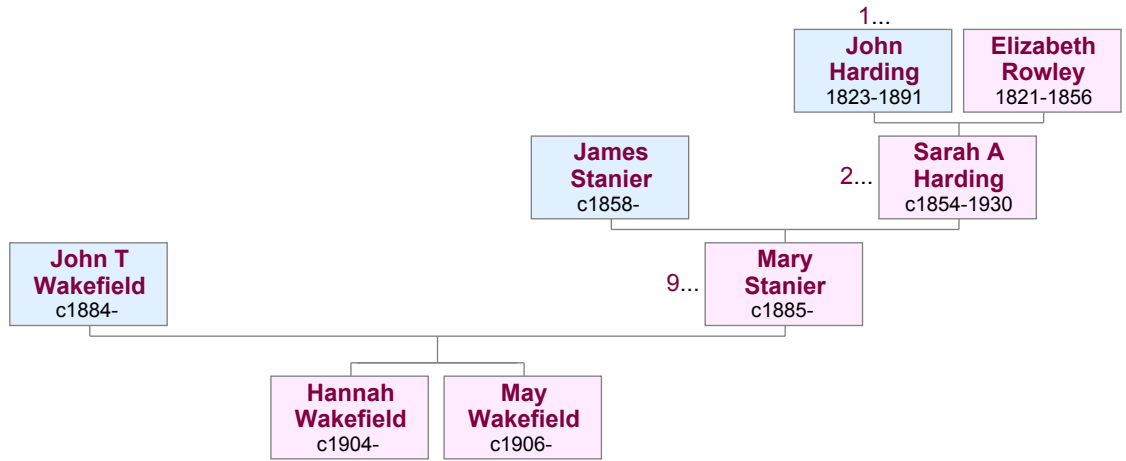 1...
John
Harding
1823-1891
Elizabeth
Rowley
1821-1856
James
Stanier
c1858-
2...
Sarah A
Harding
c1854-1930
John T
Wakefield
c1884-
9...
Mary
Stanier
c1885-
Hannah
Wakefield
c1904-
May
Wakefield
c1906-